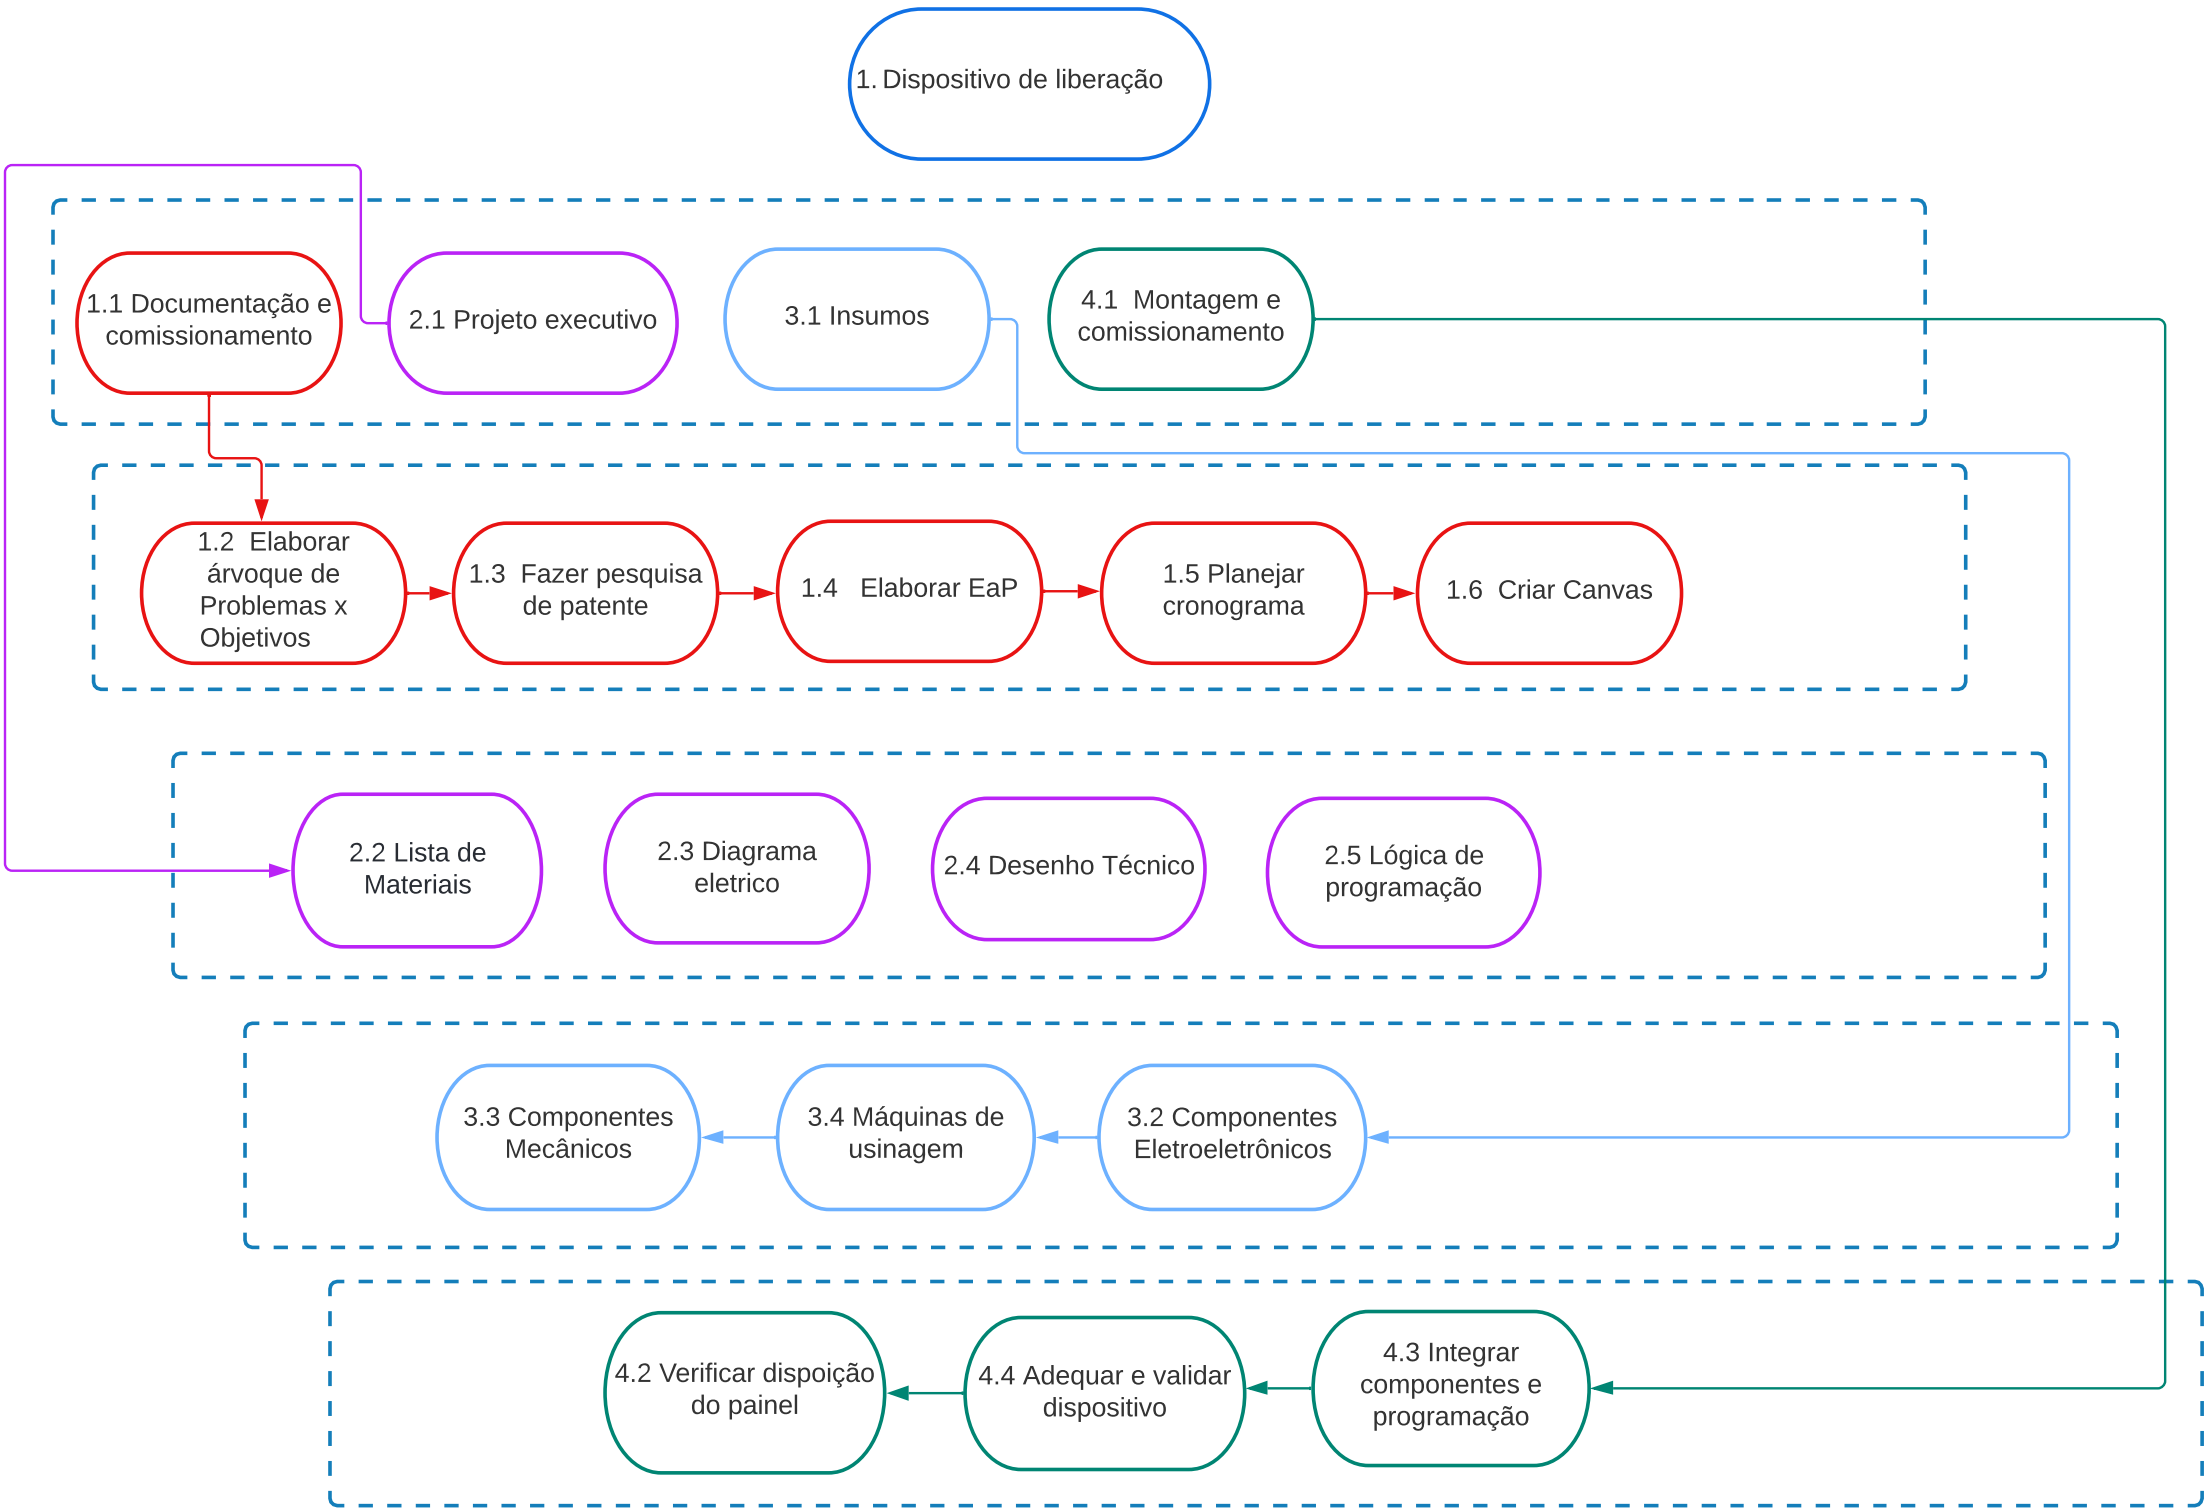 1. Dispositivo de liberação
1.1 Documentação e
comissionamento
2.1 Projeto executivo
3.1 Insumos
4.1  Montagem e
comissionamento
1.2  Elaborar
árvoque de
Problemas x
Objetivos
1.3  Fazer pesquisa
de patente
1.4   Elaborar EaP
1.5 Planejar
cronograma
1.6  Criar Canvas
2.2 Lista de
Materiais
2.3 Diagrama
eletrico
2.4 Desenho Técnico
2.5 Lógica de
programação
3.3 Componentes
Mecânicos
3.4 Máquinas de
usinagem
3.2 Componentes
Eletroeletrônicos
4.2 Verificar dispoição
do painel
4.4 Adequar e validar
dispositivo
4.3 Integrar
componentes e
programação